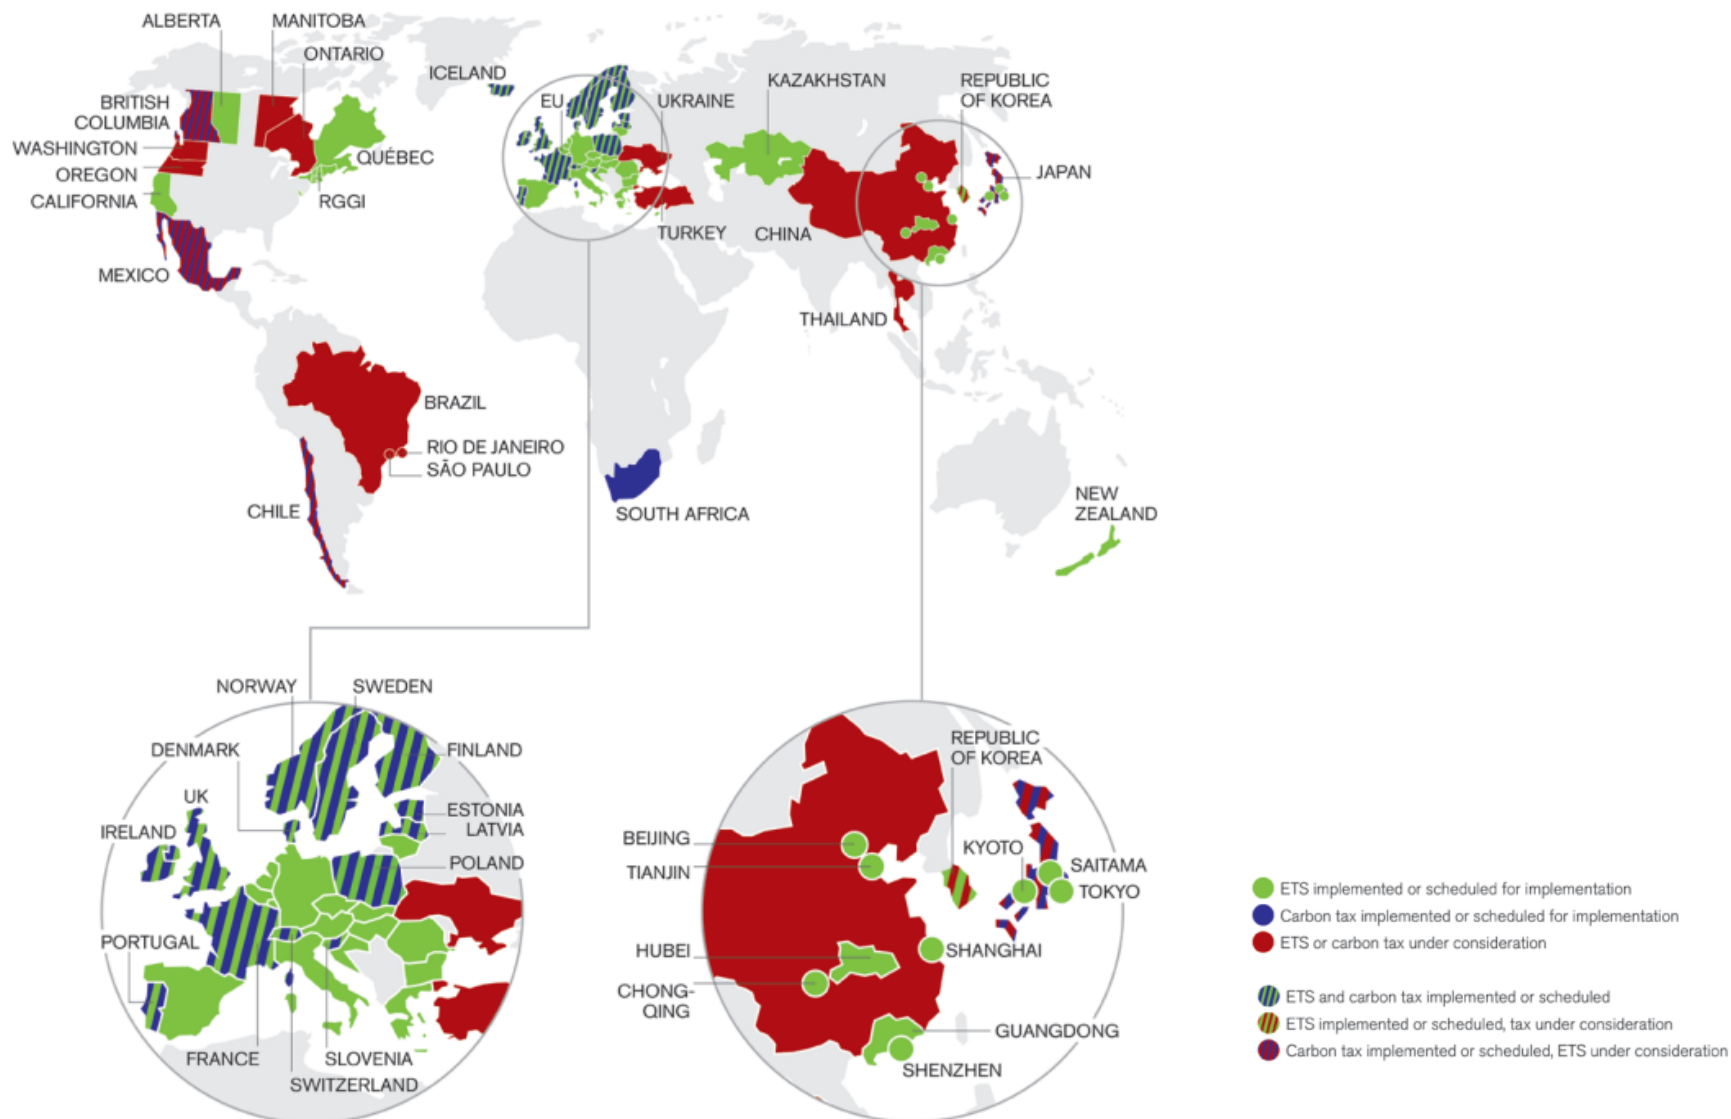 ALBERTA
MANITOBA
ONTARIO
BRITISH
COLUMBIA
WASHINGTON
OREGON
CALIFORNIA
QUÉBEC
RGGI
MEXICO
ICELAND
EU
UKRAINE
KAZAKHSTAN
REPUBLIC
OF KOREA
JAPAN
TURKEY
CHINA
THAILAND
BRAZIL
RIO DE JANEIRO
SÃO PAULO
CHILE
SOUTH AFRICA
NEW
ZEALAND
NORWAY
SWEDEN
DENMARK
FINLAND
UK
ESTONIA
IRELAND
LATVIA
POLAND
PORTUGAL
FRANCE
SLOVENIA
SWITZERLAND
REPUBLIC
OF KOREA
BEIJING
KYOTO
TIANJIN
SAITAMA
TOKYO
HUBEI
SHANGHAI
CHONG-
QING
GUANGDONG
SHENZHEN
ETS implemented or scheduled for implementation
Carbon tax implemented or scheduled for implementation
ETS or carbon tax under consideration
ETS and carbon tax implemented or scheduled
ETS implemented or scheduled, tax under consideration
Carbon tax implemented or scheduled, ETS under consideration